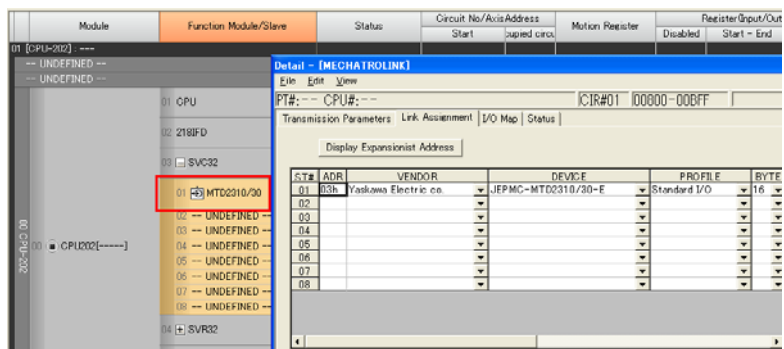 Module Function Module/Slave Status Circuit No/AxisAddress Motion Register Register(Input/Out
Start Disabled Start - End
01 [CPU-202] : ---
-- UNDEFINED --
-- UNDEFINED --
00 CPU-202
00 CPU202[-----]
01 CPU
02 218IFD
03 SVC32
01 MTD2310/30
02 -- UNDEFINED --
03 -- UNDEFINED --
04 -- UNDEFINED --
05 -- UNDEFINED --
06 -- UNDEFINED --
07 -- UNDEFINED --
08 -- UNDEFINED --
04 SVR32
Detail - [MECHATROLINK]
File Edit View
PT#:-- CPU#:-- CIR#01 00000-00BFF
Transmission Parameters Link Assignment I/O Map Status
Display Expansionist Address
ST# ADR VENDOR DEVICE PROFILE BYTE
01 03h Yaskawa Electric co. JEPMC-MTD2310/30-E Standard I/O 16
02
03
04
05
06
07
08